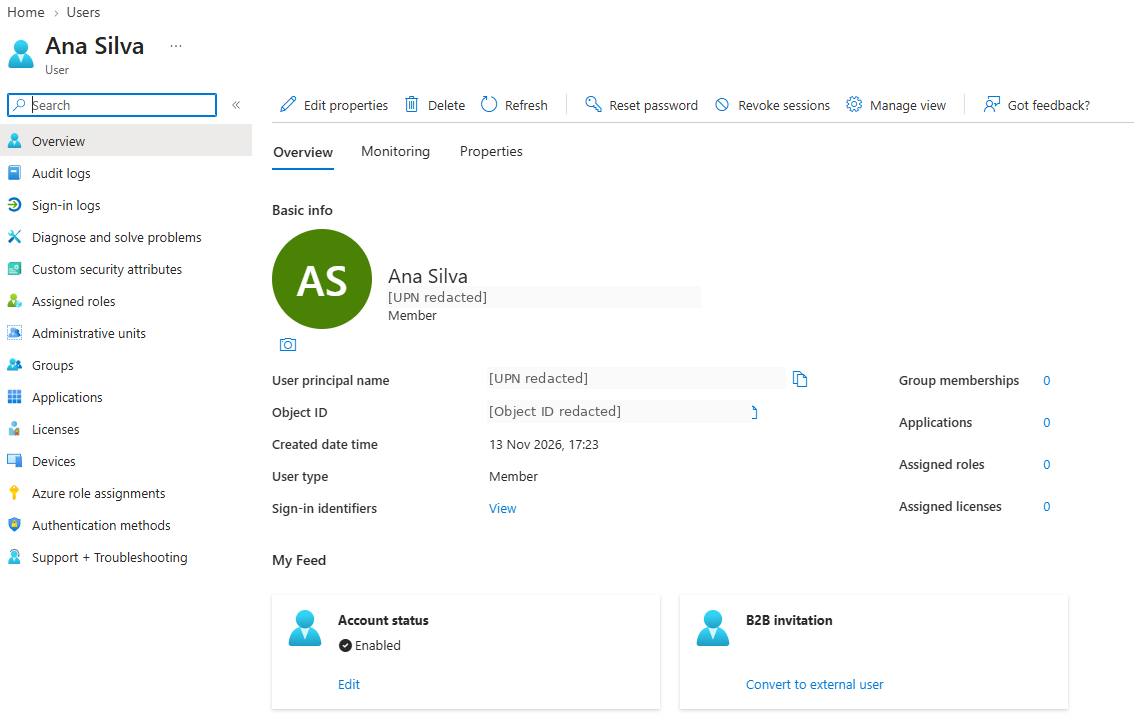 Home > Users
Ana Silva ...
User
Search «
Overview
Audit logs
Sign-in logs
Diagnose and solve problems
Custom security attributes
Assigned roles
Administrative units
Groups
Applications
Licenses
Devices
Azure role assignments
Authentication methods
Support + Troubleshooting
Edit properties Delete Refresh Reset password Revoke sessions Manage view Got feedback?
Overview Monitoring Properties
Basic info
AS
Ana Silva
[UPN redacted]
Member
User principal name [UPN redacted]
Object ID [Object ID redacted]
Created date time 13 Nov 2026, 17:23
User type Member
Sign-in identifiers View
Group memberships 0
Applications 0
Assigned roles 0
Assigned licenses 0
My Feed
Account status
Enabled
Edit
B2B invitation
Convert to external user